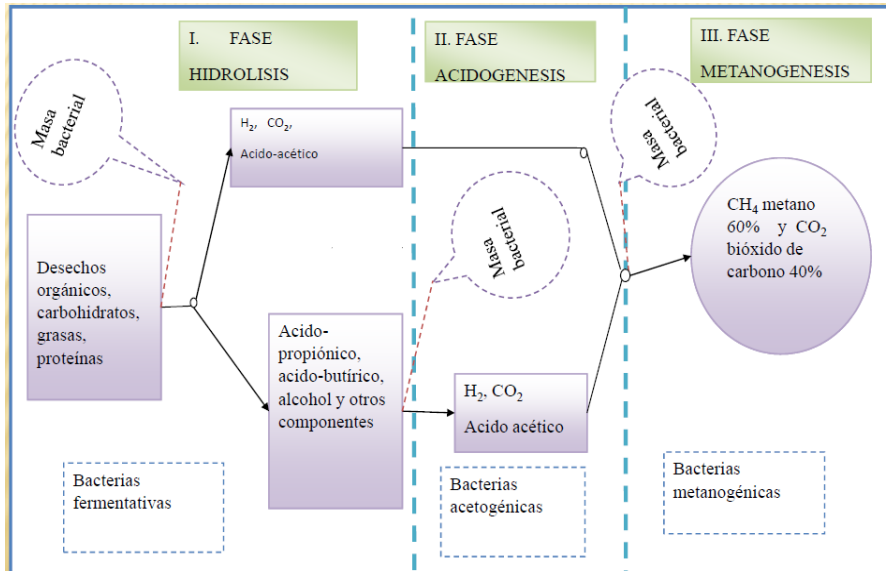 I. FASE
HIDROLISIS
II. FASE
ACIDOGENESIS
III. FASE
METANOGENESIS
Masa
bacterial
H2, CO2,
Acido-acético
Masa
bacterial
Masa
bacterial
Desechos
orgánicos,
carbohidratos,
grasas,
proteínas
Acido-
propiónico,
acido-butírico,
alcohol y otros
componentes
H2, CO2
Acido acético
CH4 metano
60% y CO2
bióxido de
carbono 40%
Bacterias
fermentativas
Bacterias
acetogénicas
Bacterias
metanogénicas